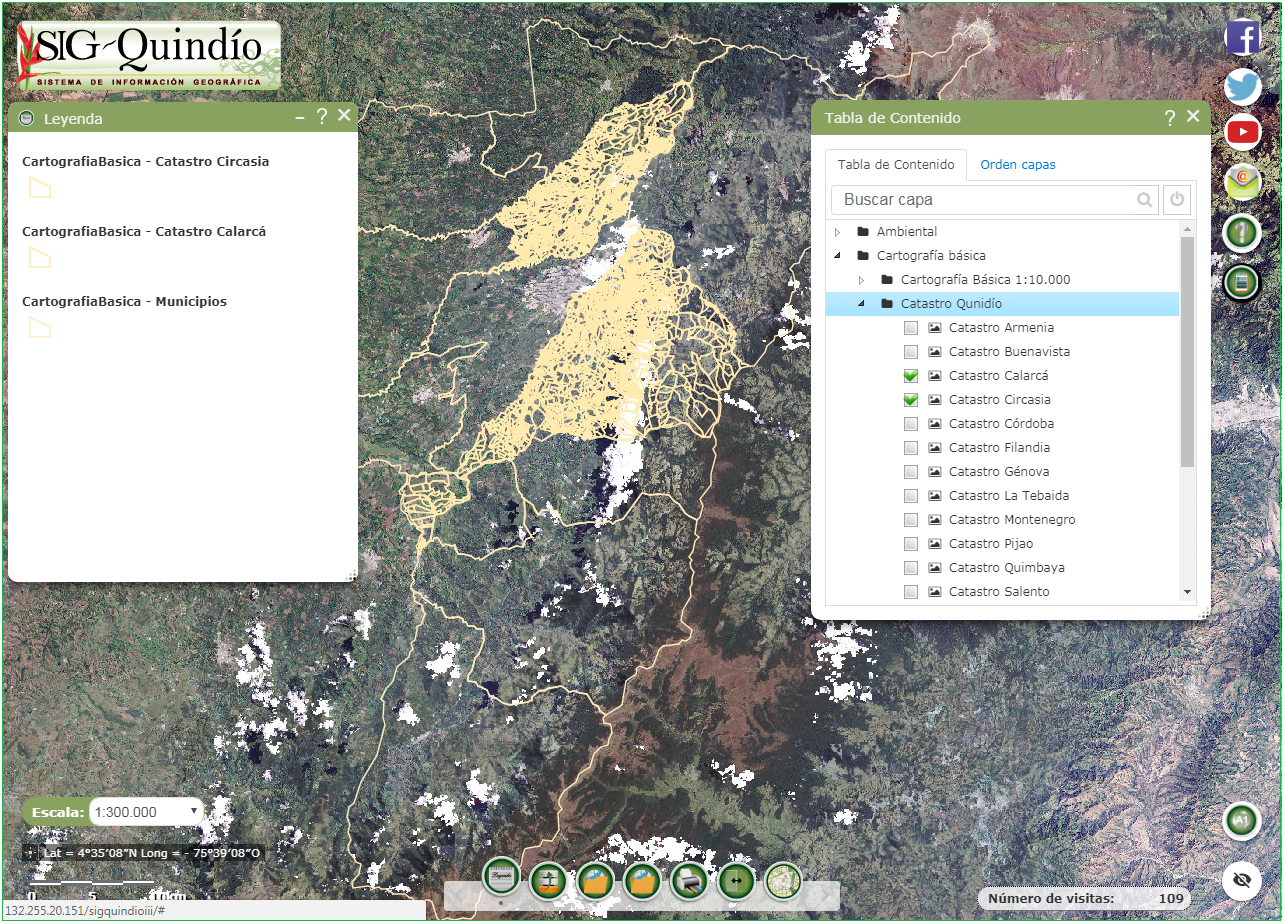 SIG-Quindío
SISTEMA DE INFORMACIÓN GEOGRÁFICA
Leyenda
CartografiaBasica - Catastro Circasia
CartografiaBasica - Catastro Calarcá
CartografiaBasica - Municipios
Tabla de Contenido
Tabla de Contenido
Orden capas
Buscar capa
Ambiental
Cartografía básica
Cartografía Básica 1:10.000
Catastro Qunidío
Catastro Armenia
Catastro Buenavista
Catastro Calarcá
Catastro Circasia
Catastro Córdoba
Catastro Filandia
Catastro Génova
Catastro La Tebaida
Catastro Montenegro
Catastro Pijao
Catastro Quimbaya
Catastro Salento
Escala: 1:300.000
Lat = 4°35'08"N Long = - 75°39'08"O
0 5 10km
132.255.20.151/sigquindioiii/#
Leyenda
A1
Número de visitas: 109